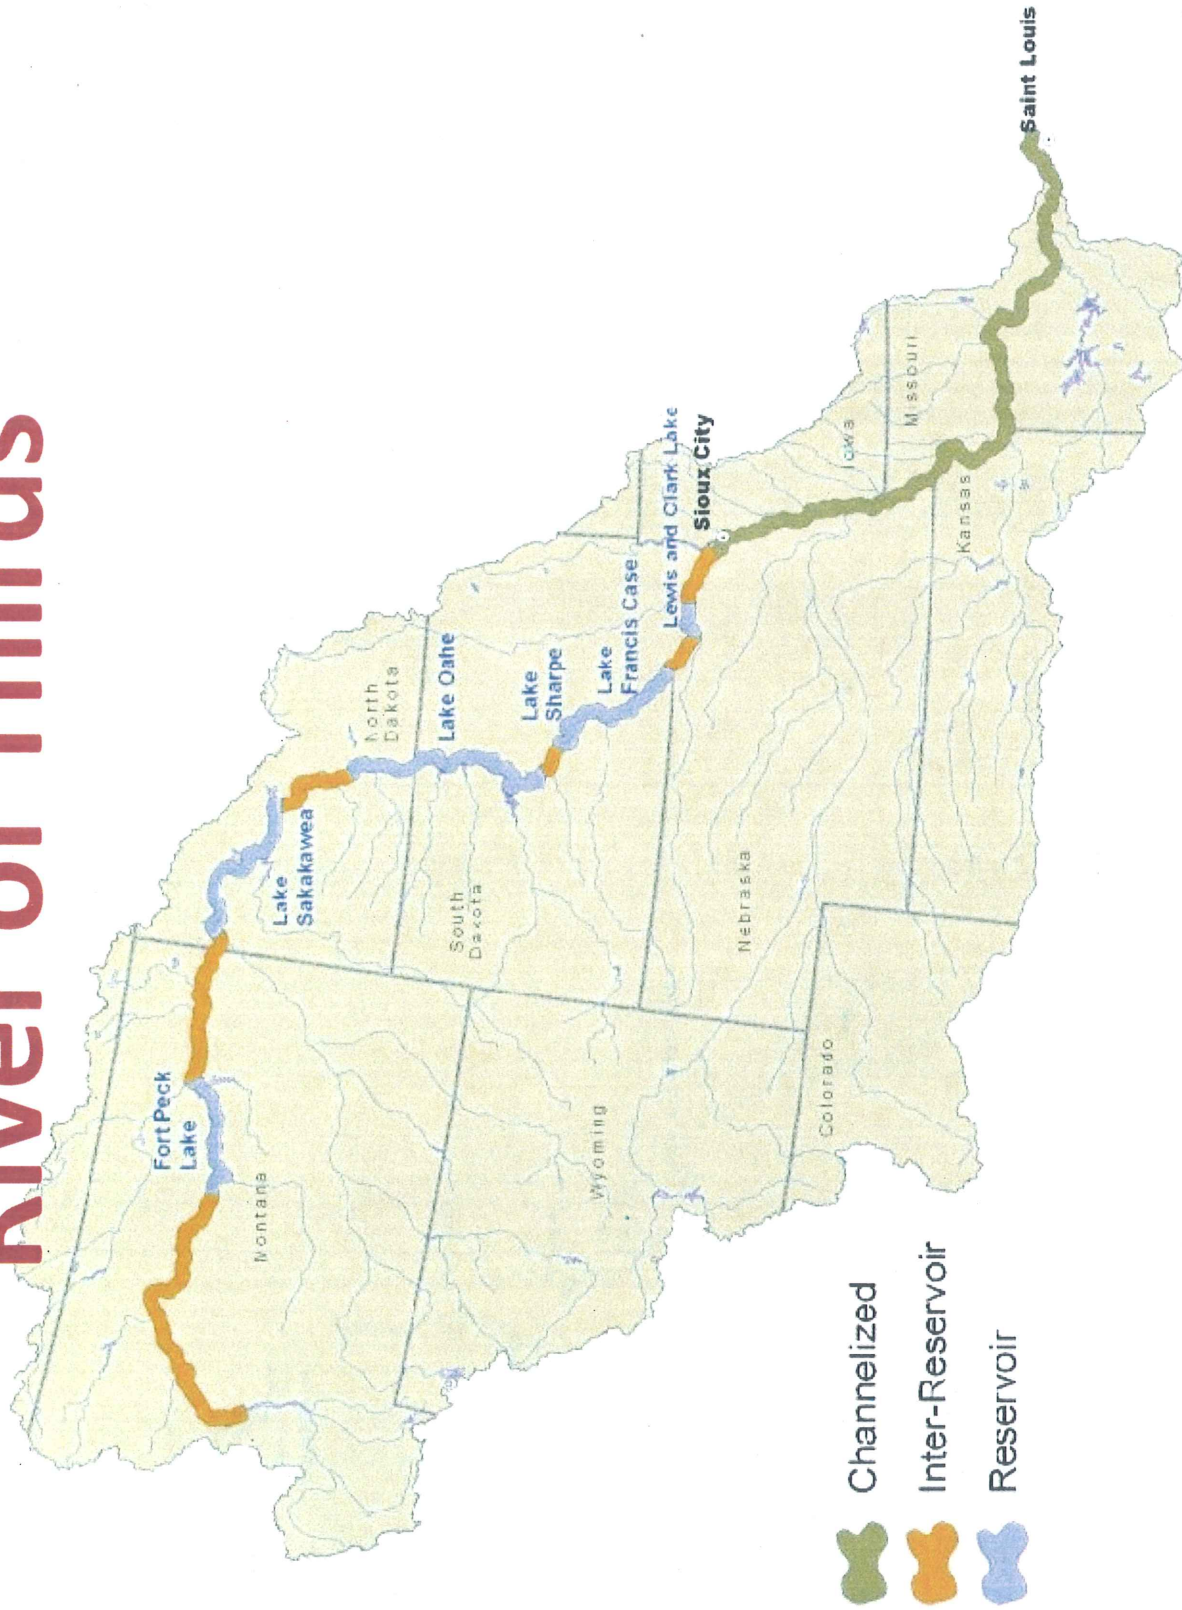 River of Thirds
Saint Louis
Fort Peck
Lake
Montana
Lake
Sakakawea
North
Dakota
Lake Oahe
South
Dakota
Lake
Sharpe
Lake
Francis Case
Lewis and Clark Lake
Sioux City
Wyoming
Nebraska
Iowa
Colorado
Kansas
Missouri
Channelized
Inter-Reservoir
Reservoir